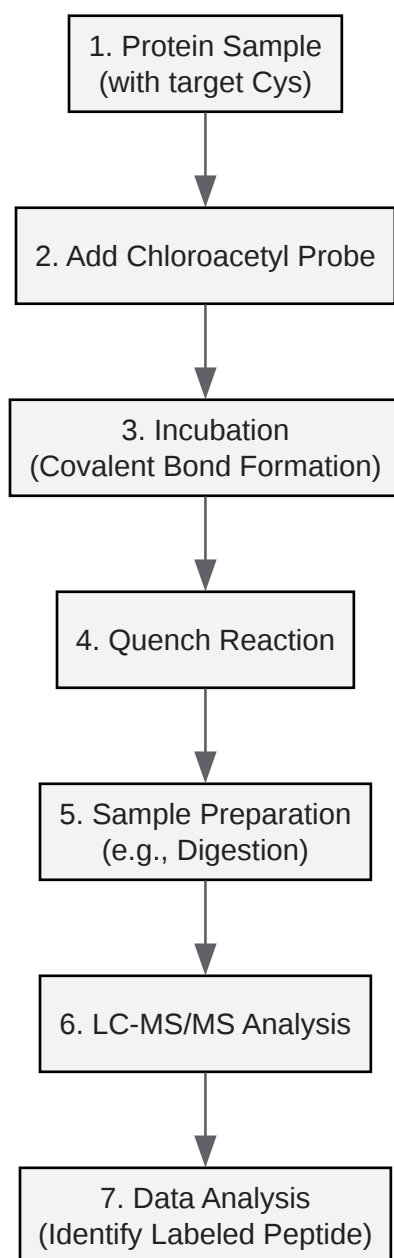 1. Protein Sample
(with target Cys)
2. Add Chloroacetyl Probe
3. Incubation
(Covalent Bond Formation)
4. Quench Reaction
5. Sample Preparation
(e.g., Digestion)
6. LC-MS/MS Analysis
7. Data Analysis
(Identify Labeled Peptide)